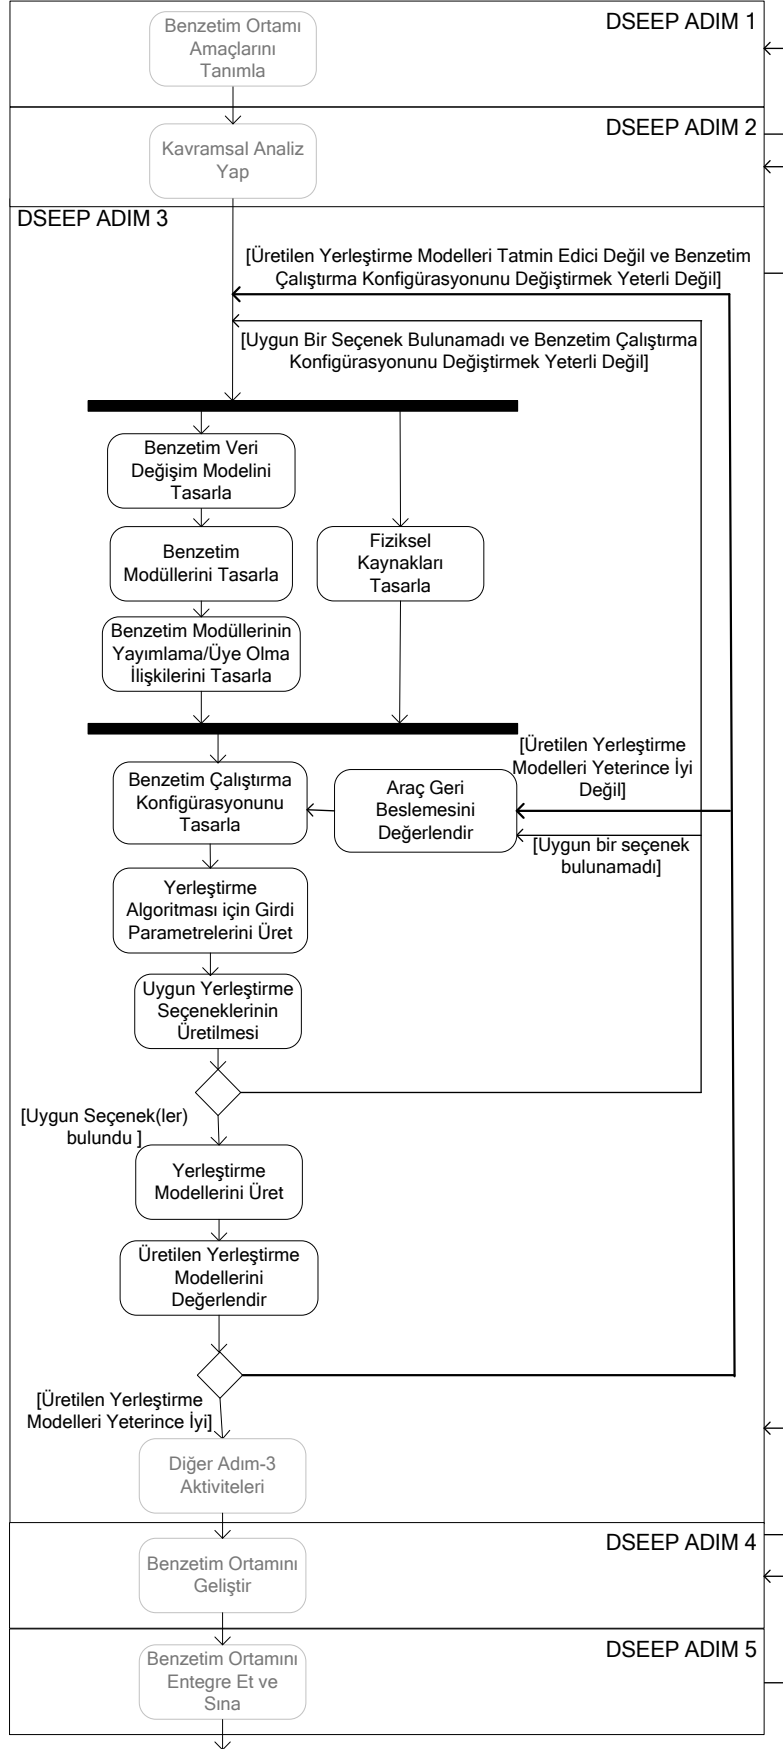 DSEEP ADIM 1
Benzetim Ortamı
Amaçlarını
Tanımla
DSEEP ADIM 2
Kavramsal Analiz
Yap
DSEEP ADIM 3
[Üretilen Yerleştirme Modelleri Tatmin Edici Değil ve Benzetim
Çalıştırma Konfigürasyonunu Değiştirmek Yeterli Değil]
[Uygun Bir Seçenek Bulunamadı ve Benzetim Çalıştırma
Konfigürasyonunu Değiştirmek Yeterli Değil]
Benzetim Veri
Değişim Modelini
Tasarla
Benzetim
Modüllerini Tasarla
Fiziksel
Kaynakları
Tasarla
Benzetim Modüllerinin
Yayımlama/Üye Olma
İlişkilerini Tasarla
[Üretilen Yerleştirme
Modelleri Yeterince İyi
Değil]
Benzetim Çalıştırma
Konfigürasyonunu
Tasarla
Araç Geri
Beslemesini
Değerlendir
[Uygun bir seçenek
bulunamadı]
Yerleştirme
Algoritması için Girdi
Parametrelerini Üret
Uygun Yerleştirme
Seçeneklerinin
Üretilmesi
[Uygun Seçenek(ler)
bulundu ]
Yerleştirme
Modellerini Üret
Üretilen Yerleştirme
Modellerini
Değerlendir
[Üretilen Yerleştirme
Modelleri Yeterince İyi]
Diğer Adım-3
Aktiviteleri
DSEEP ADIM 4
Benzetim Ortamını
Geliştir
DSEEP ADIM 5
Benzetim Ortamını
Entegre Et ve
Sına